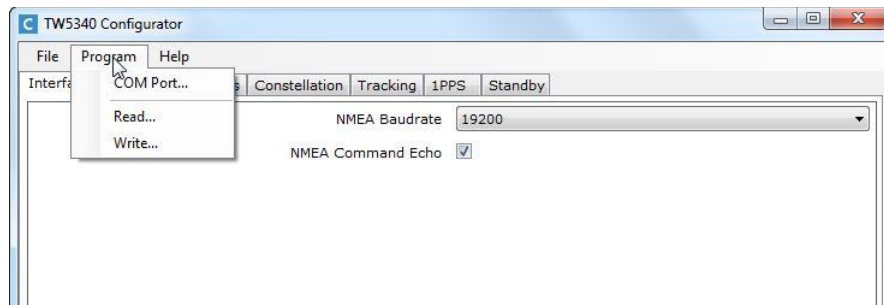 C TW5340 Configurator
File Program Help
COM Port...
Read...
Write...
Constellation Tracking 1PPS Standby
NMEA Baudrate 19200
NMEA Command Echo